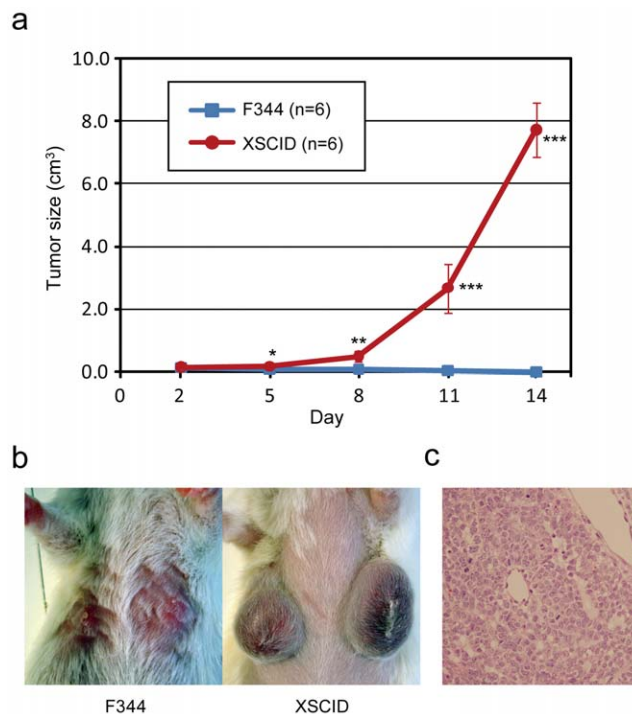 a
10.0
8.0
6.0
4.0
2.0
0.0
Tumor size (cm³)
F344 (n=6)
XSCID (n=6)
*
**
***
***
0 2 5 8 11 14
Day
b
c
F344 XSCID